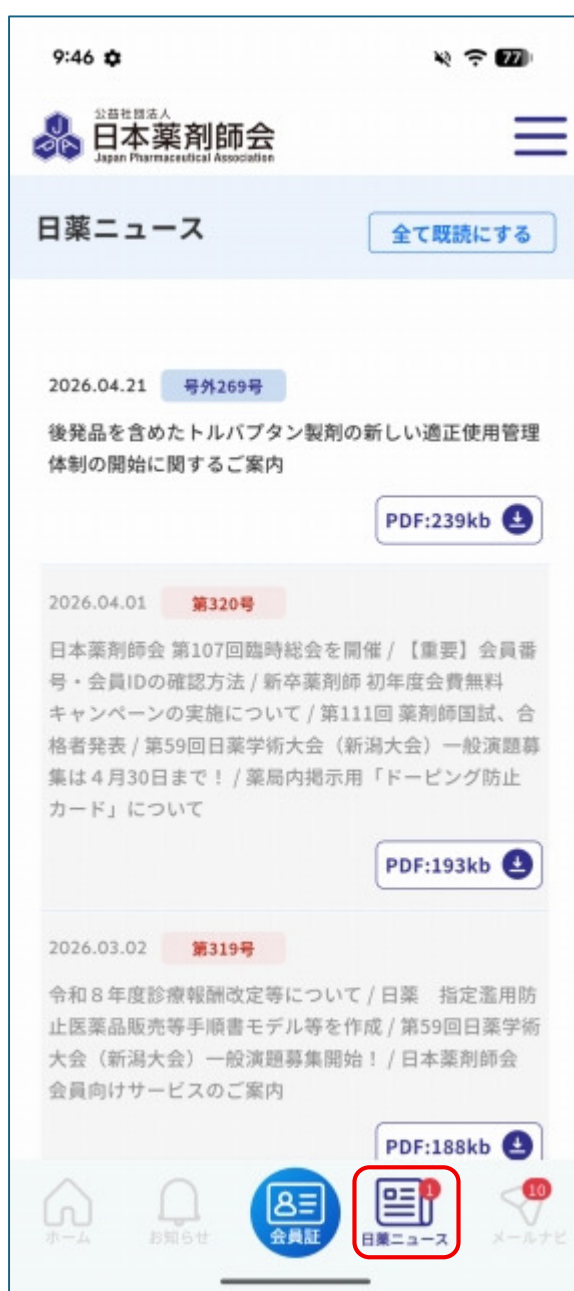 9:46
77
公益社団法人
日本薬剤師会
Japan Pharmaceutical Association
日薬ニュース
全て既読にする
2026.04.21 号外269号
後発品を含めたトルバプタン製剤の新しい適正使用管理
体制の開始に関するご案内
PDF:239kb
2026.04.01 第320号
日本薬剤師会 第107回臨時総会を開催 / 【重要】会員番
号・会員IDの確認方法 / 新卒薬剤師 初年度会費無料
キャンペーンの実施について / 第111回 薬剤師国試、合
格者発表 / 第59回日薬学術大会（新潟大会）一般演題募
集は４月30日まで！ / 薬局内掲示用「ドーピング防止
カード」について
PDF:193kb
2026.03.02 第319号
令和８年度診療報酬改定等について / 日薬　指定濫用防
止医薬品販売等手順書モデル等を作成 / 第59回日薬学術
大会（新潟大会）一般演題募集開始！ / 日本薬剤師会
会員向けサービスのご案内
PDF:188kb
1
10
ホーム
お知らせ
会員証
日薬ニュース
メールナビ